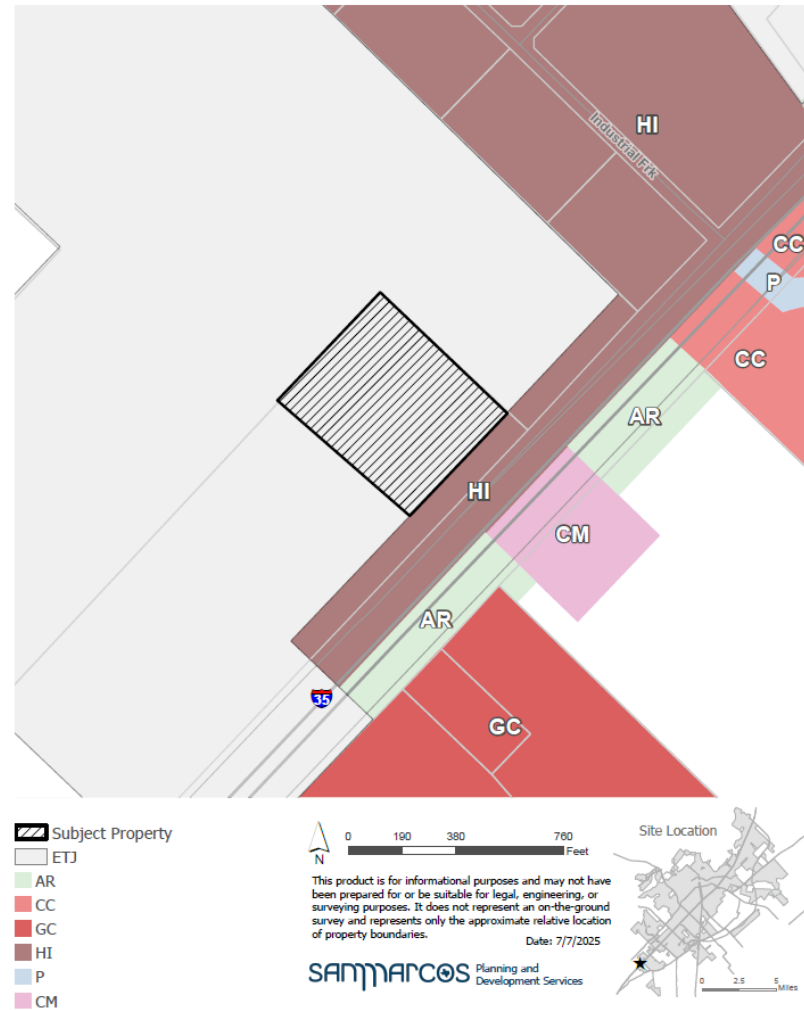 HI
Industrial Frk
CC
P
CC
AR
HI
CM
AR
35
GC
Subject Property
ETJ
AR
CC
GC
HI
P
CM
N
0 190 380 760
Feet
This product is for informational purposes and may not have
been prepared for or be suitable for legal, engineering, or
surveying purposes. It does not represent an on-the-ground
survey and represents only the approximate relative location
of property boundaries.
Date: 7/7/2025
SANMARCOS
Planning and
Development Services
Site Location
0 2.5 5
Miles